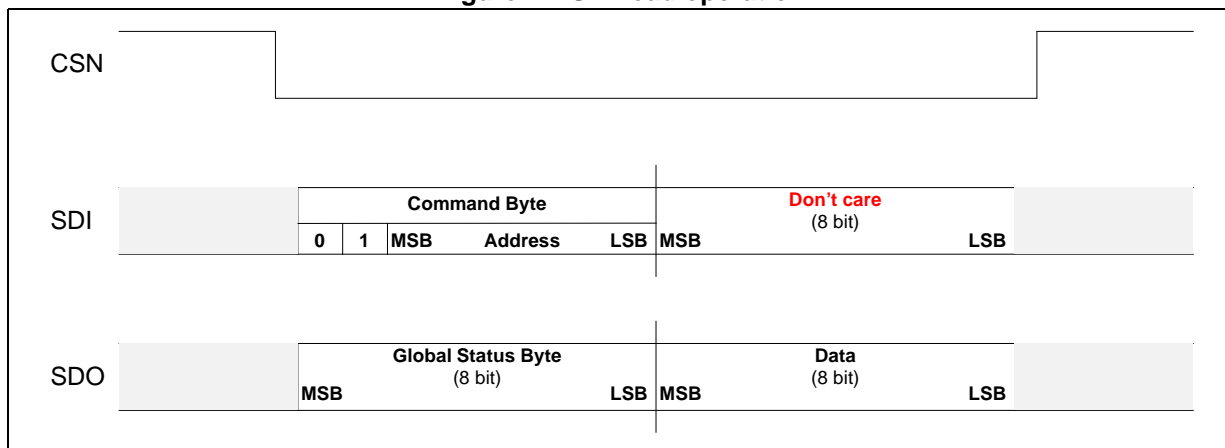 CSN
SDI
Command Byte
0 1 MSB Address LSB
Don't care
(8 bit)
MSB LSB
SDO
Global Status Byte
(8 bit)
MSB LSB
Data
(8 bit)
MSB LSB